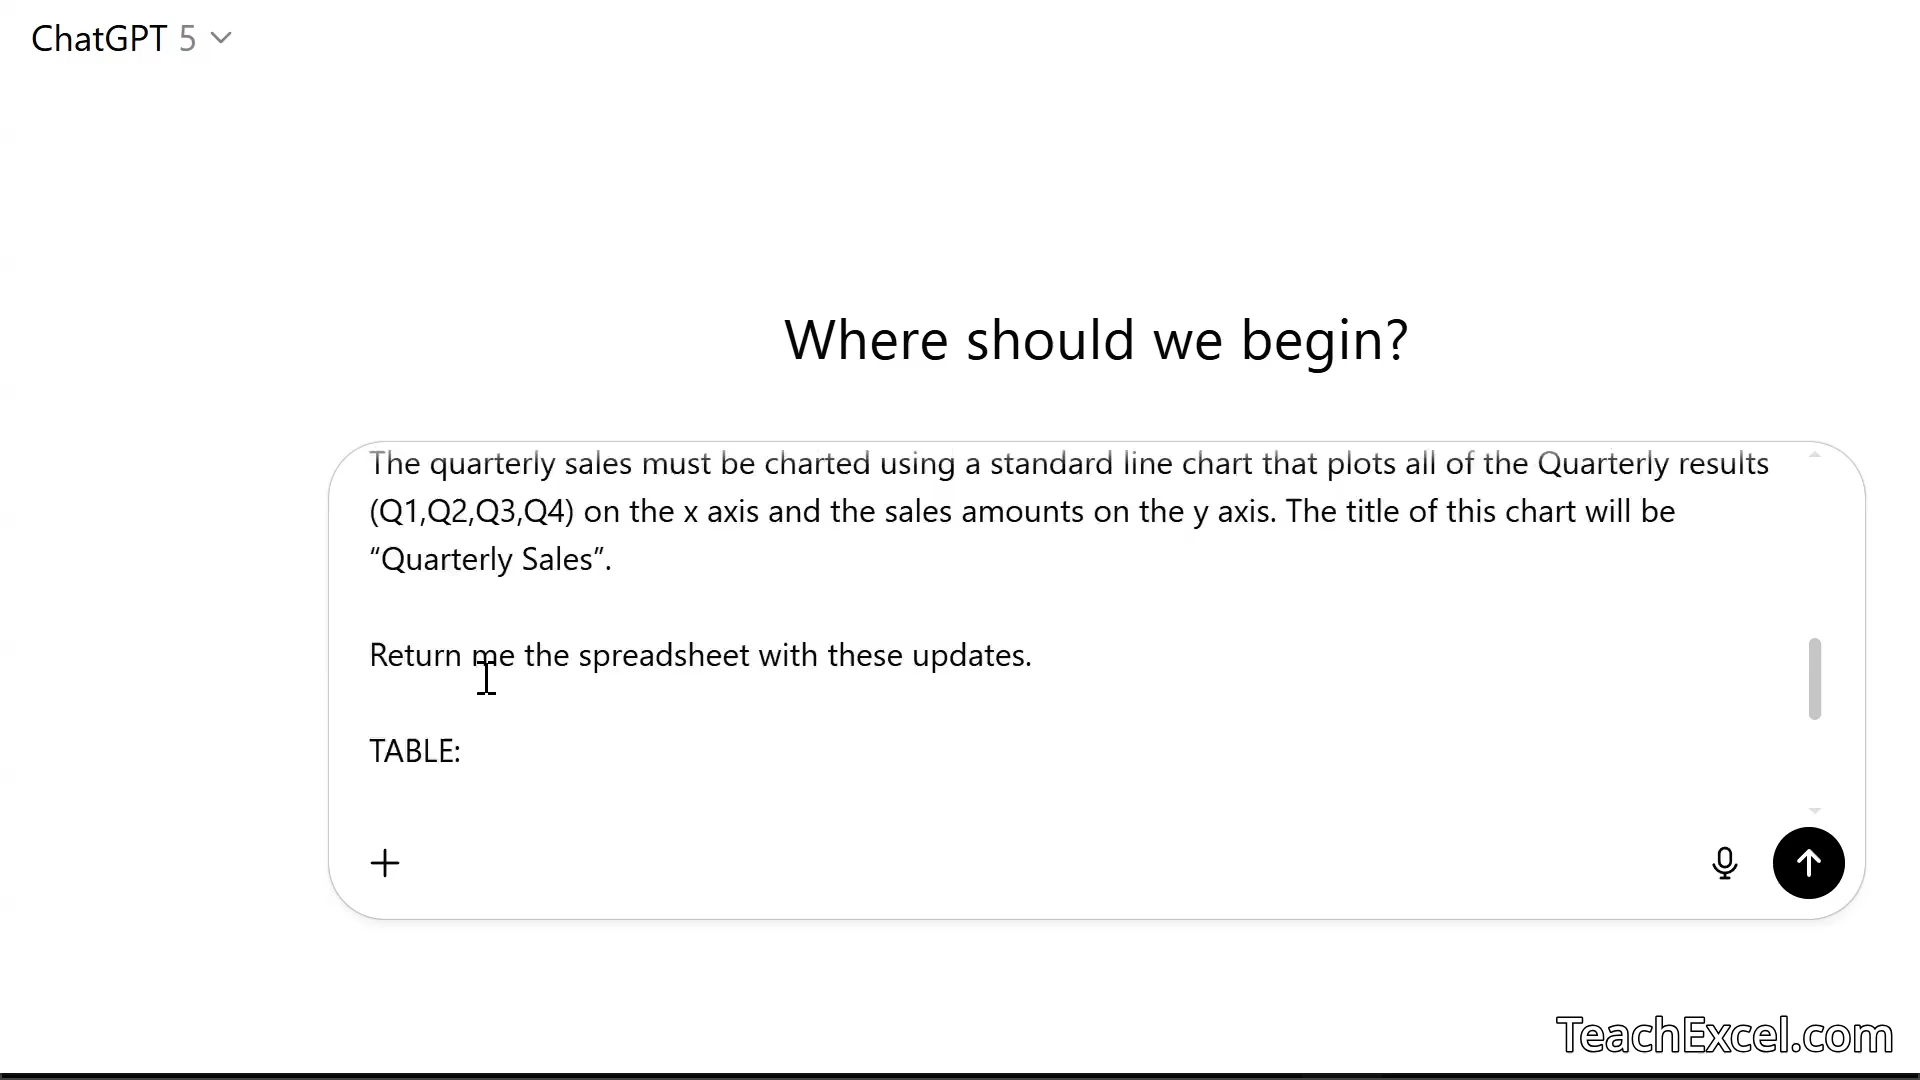 ChatGPT 5
Where should we begin?
The quarterly sales must be charted using a standard line chart that plots all of the Quarterly results
(Q1,Q2,Q3,Q4) on the x axis and the sales amounts on the y axis. The title of this chart will be
“Quarterly Sales”.
Return me the spreadsheet with these updates.
TABLE:
TeachExcel.com